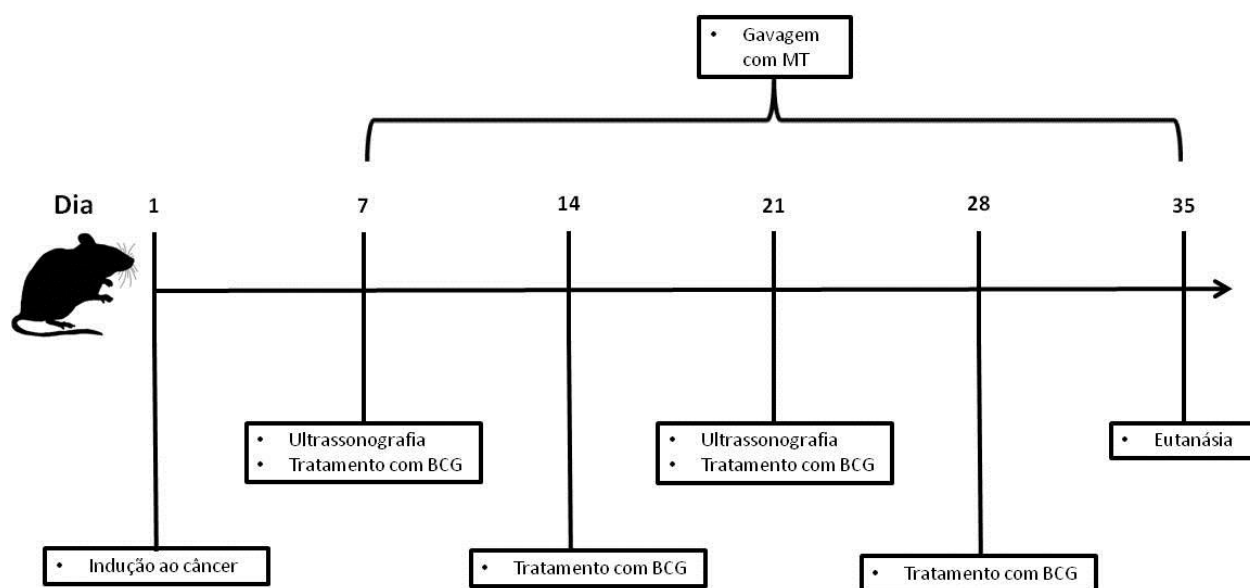 • Gavagem
com MT
Dia 1 7 14 21 28 35
• Ultrassonografia
• Tratamento com BCG
• Ultrassonografia
• Tratamento com BCG
• Eutanásia
• Indução ao câncer
• Tratamento com BCG
• Tratamento com BCG